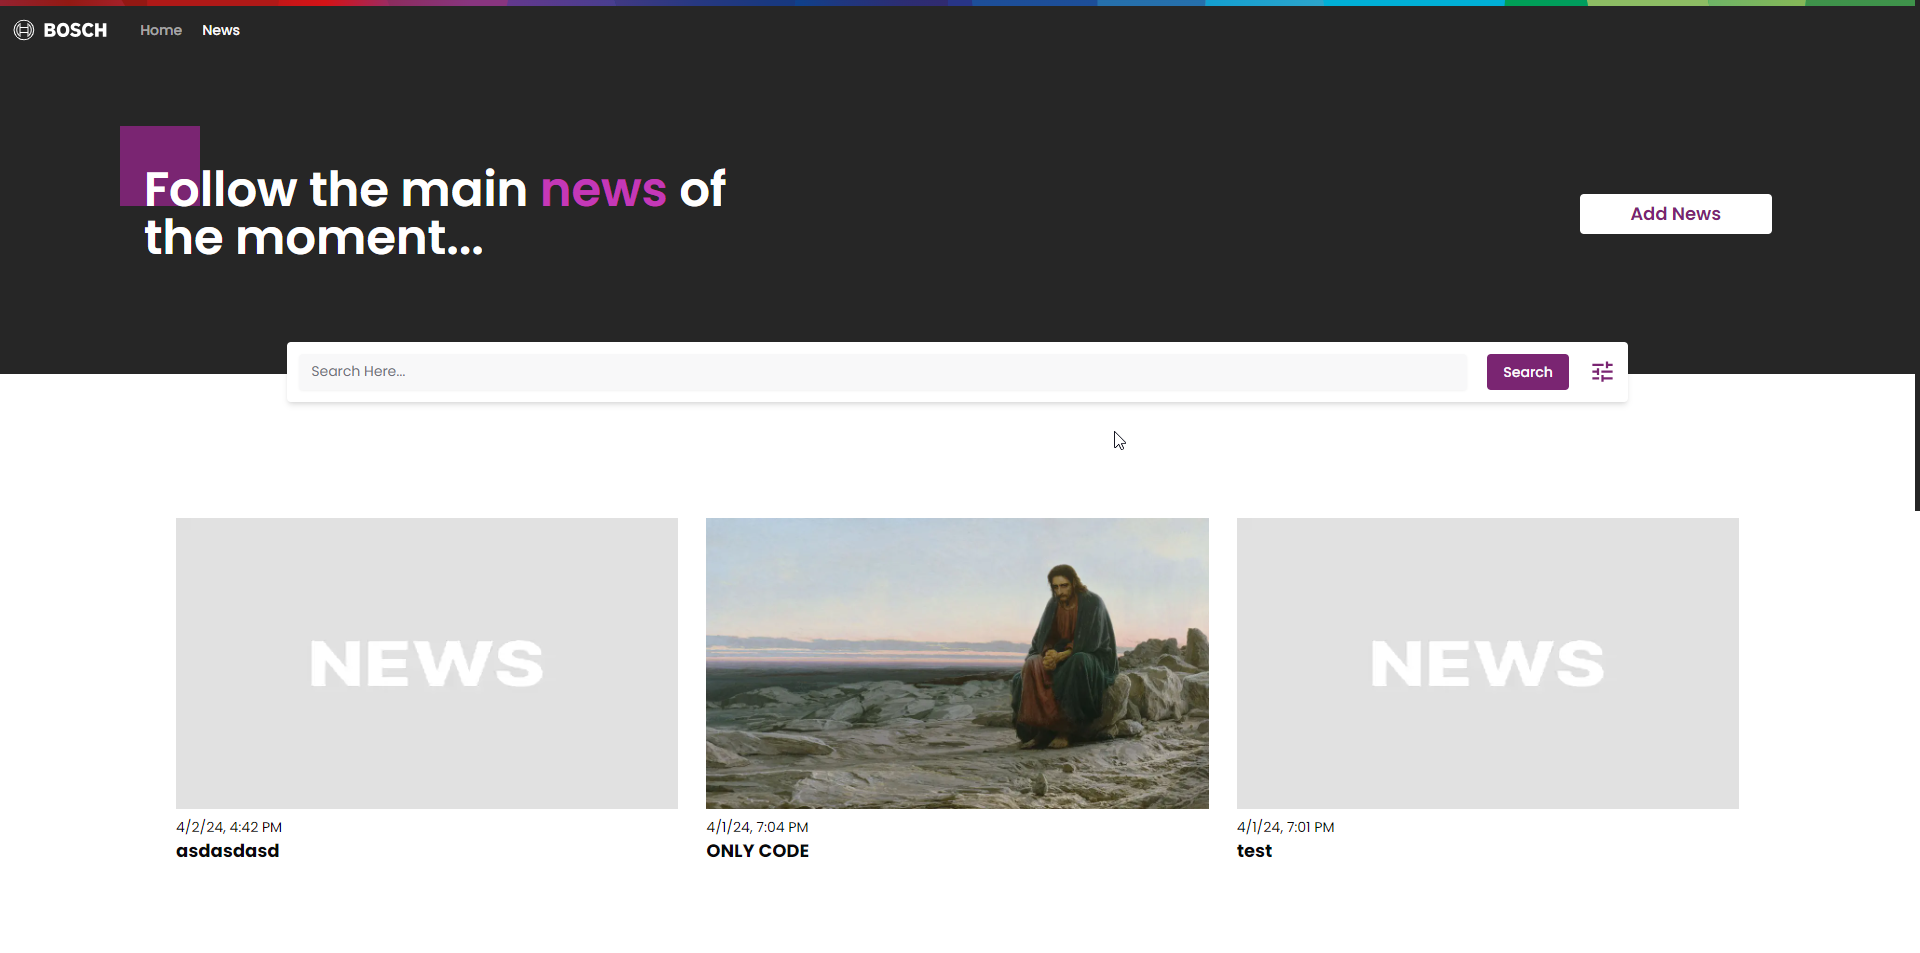 BOSCH
Home
News
Follow the main news of
the moment...
Add News
Search Here...
Search
NEWS
NEWS
4/2/24, 4:42 PM
asdasdasd
4/1/24, 7:04 PM
ONLY CODE
4/1/24, 7:01 PM
test